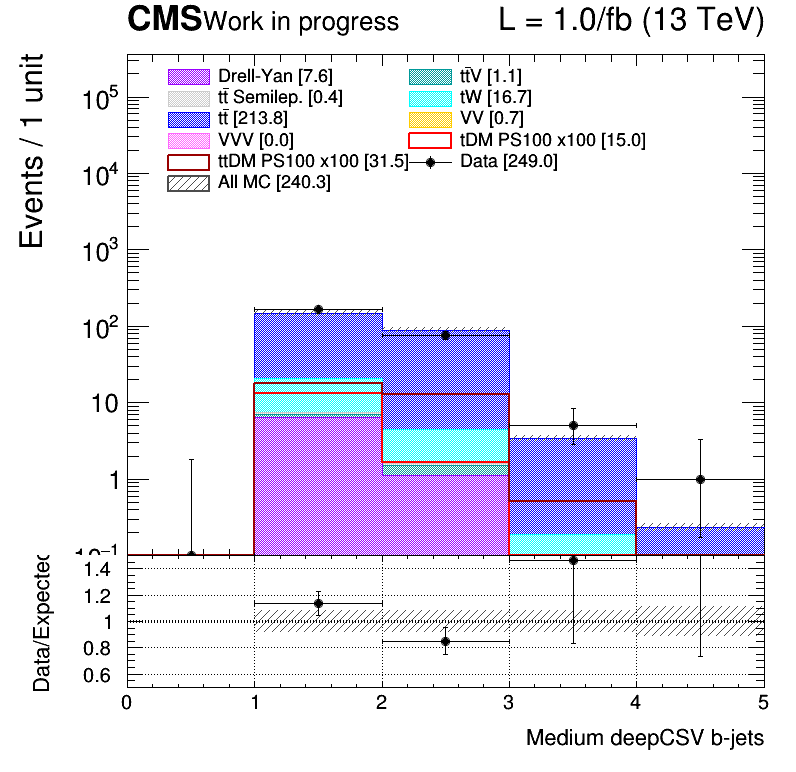 CMS Work in progress L = 1.0/fb (13 TeV)
Events / 1 unit
Drell-Yan [7.6]
tt̄ Semilep. [0.4]
tt̄ [213.8]
VVV [0.0]
ttDM PS100 x100 [31.5]
All MC [240.3]
tt̄V [1.1]
tW [16.7]
VV [0.7]
tDM PS100 x100 [15.0]
Data [249.0]
10⁵
10⁴
10³
10²
10
1
10⁻¹
Data/Expected
1.4
1.2
1
0.8
0.6
0 1 2 3 4 5
Medium deepCSV b-jets